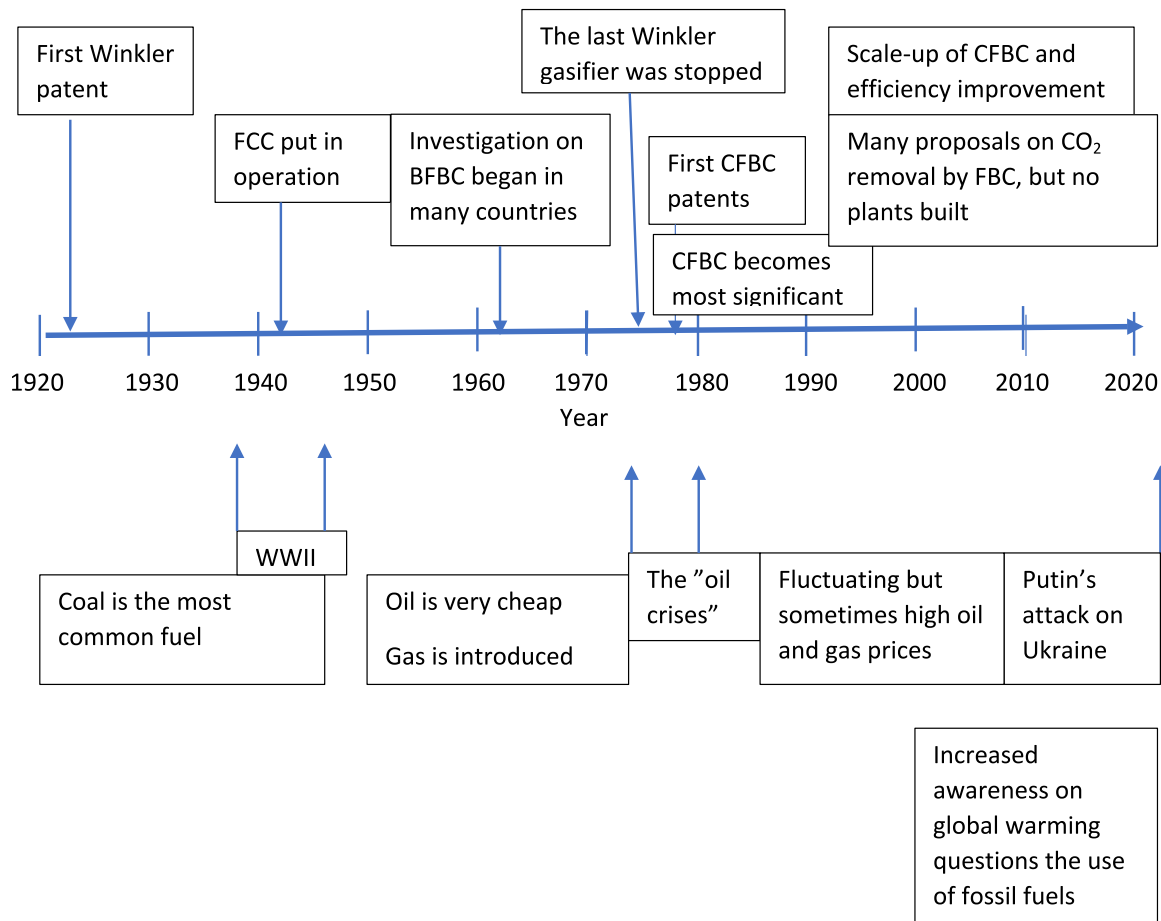 First Winkler
patent
FCC put in
operation
Investigation on
BFBC began in
many countries
The last Winkler
gasifier was stopped
First CFBC
patents
CFBC becomes
most significant
Scale-up of CFBC and
efficiency improvement
Many proposals on CO₂
removal by FBC, but no
plants built
1920 1930 1940 1950 1960 1970 1980 1990 2000 2010 2020
Year
WWII
Coal is the most
common fuel
Oil is very cheap
Gas is introduced
The ”oil
crises”
Fluctuating but
sometimes high oil
and gas prices
Putin’s
attack on
Ukraine
Increased
awareness on
global warming
questions the use
of fossil fuels